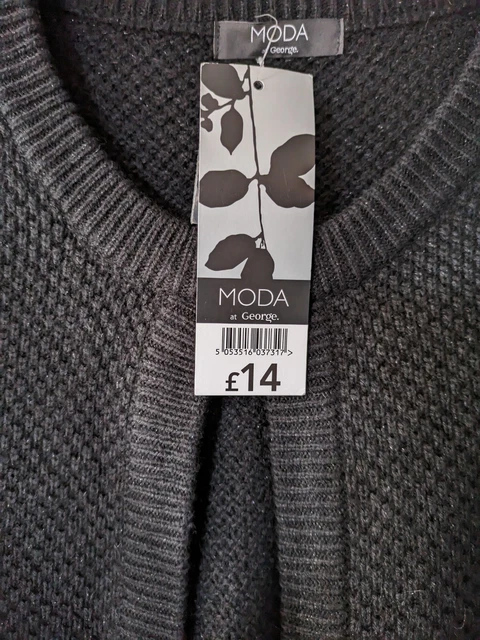 MODA
George.
MODA
at George.
5 053516 037317 >
£14